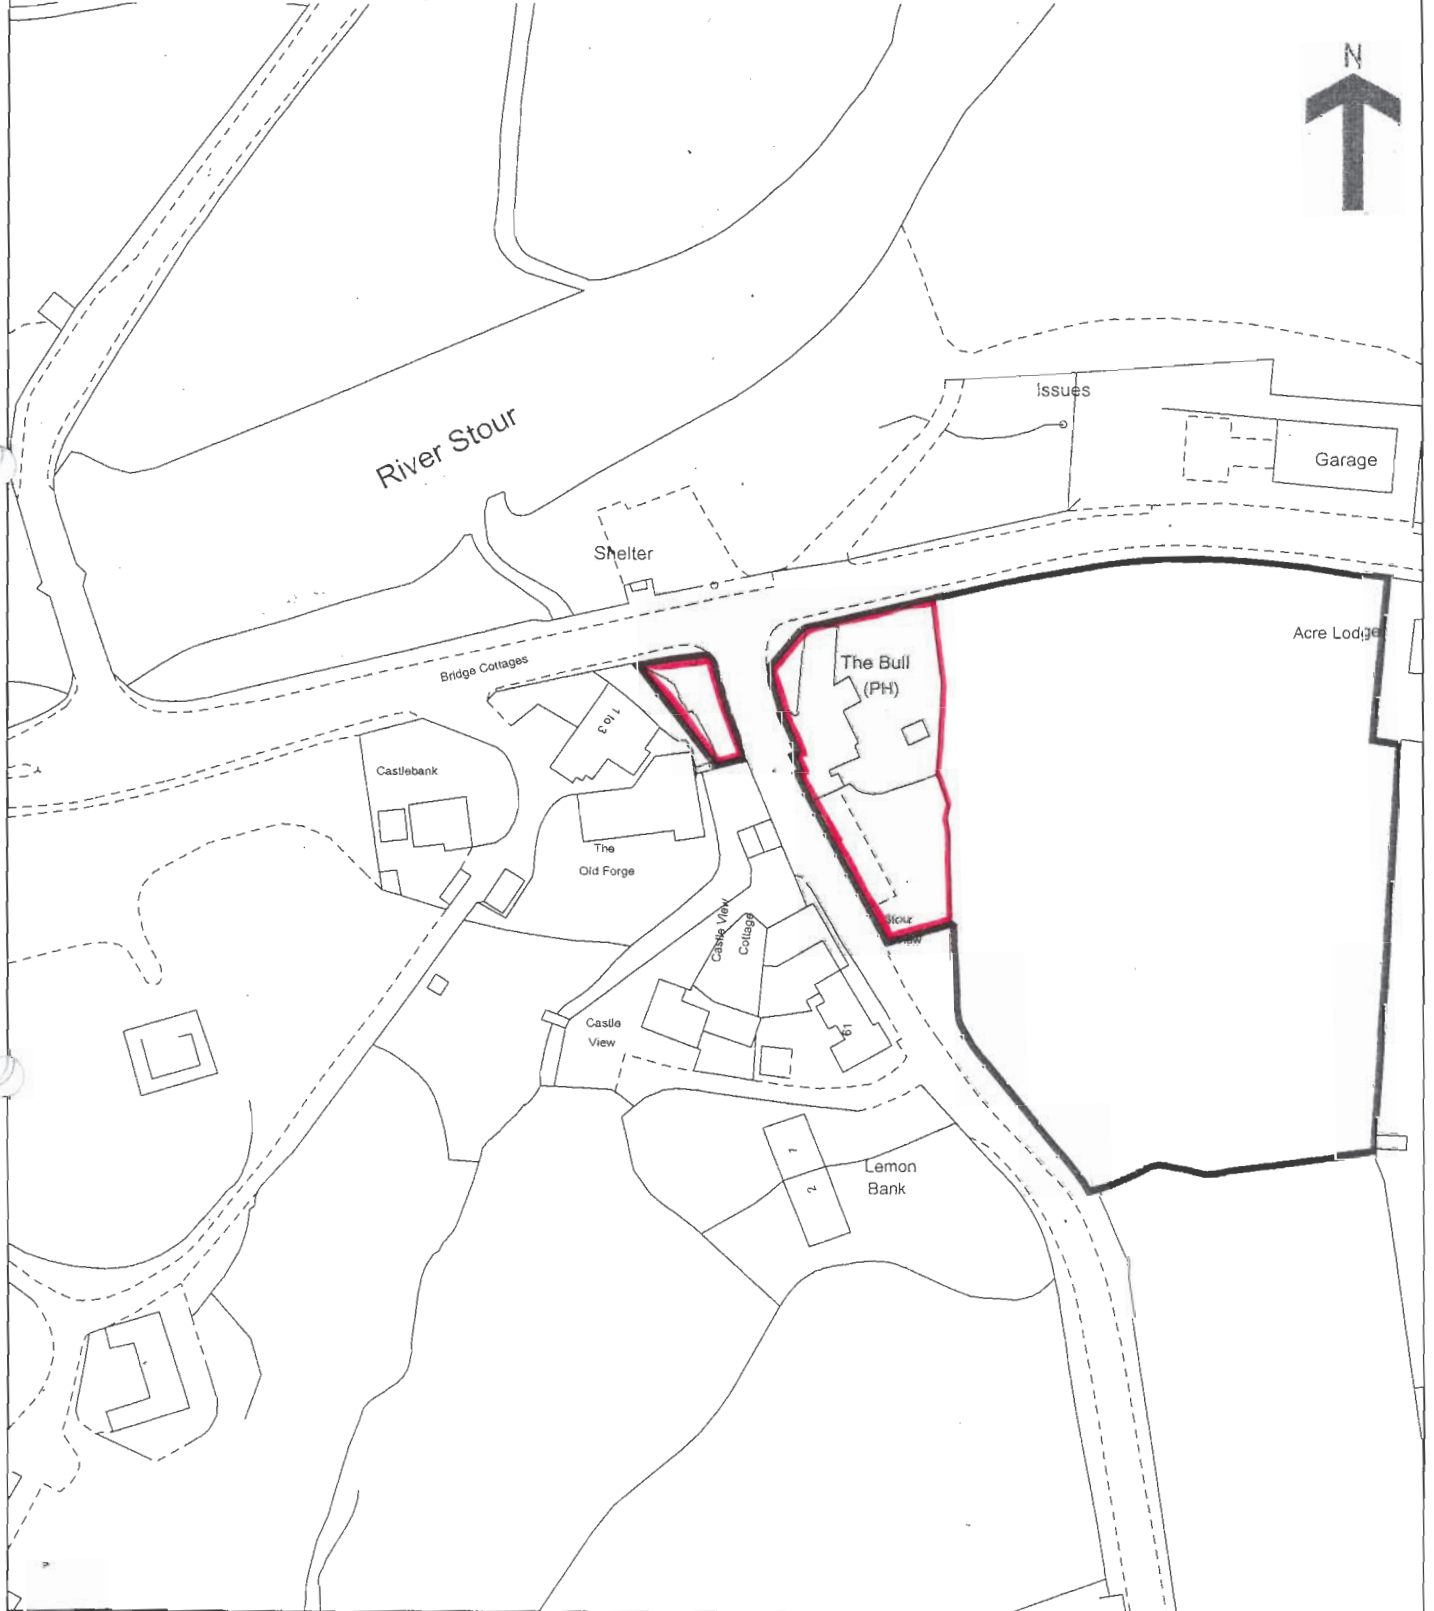 N
Issues
Garage
River Stour
Shelter
Acre Lodge
Bridge Cottages
The Bull
(PH)
1 to 3
Castlebank
The
Old Forge
Stour
View
Castle View
Cottage
Castle
View
61
1
2
Lemon
Bank